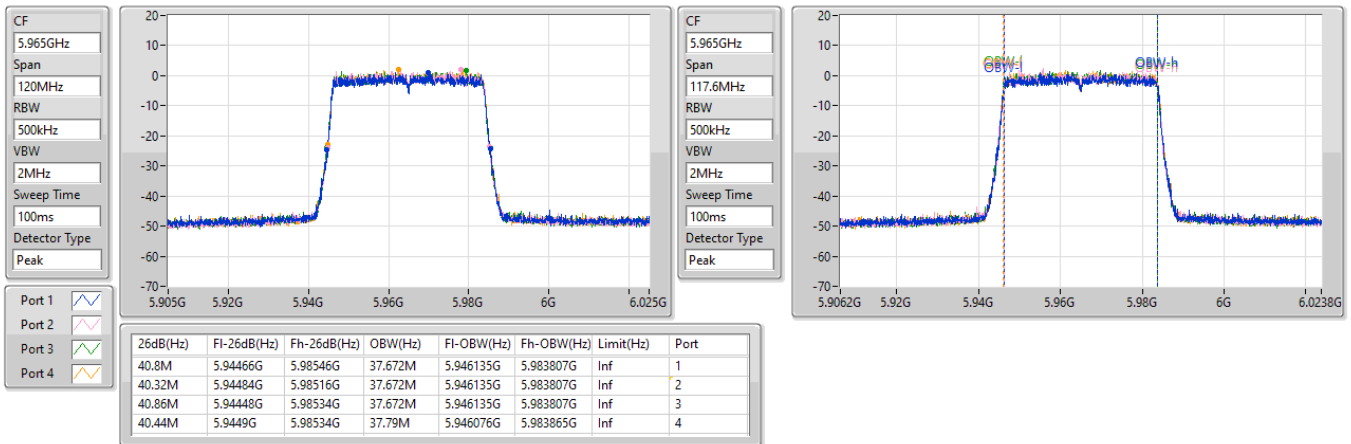 CF
5.965GHz
Span
120MHz
RBW
500kHz
VBW
2MHz
Sweep Time
100ms
Detector Type
Peak
20
10
0
-10
-20
-30
-40
-50
-60
-70
5.905G 5.92G 5.94G 5.96G 5.98G 6G 6.025G
CF
5.965GHz
Span
117.6MHz
RBW
500kHz
VBW
2MHz
Sweep Time
100ms
Detector Type
Peak
20
10
0
-10
-20
-30
-40
-50
-60
-70
OBW-l OBW-h
5.9062G 5.92G 5.94G 5.96G 5.98G 6G 6.0238G
Port 1
Port 2
Port 3
Port 4
26dB(Hz) Fl-26dB(Hz) Fh-26dB(Hz) OBW(Hz) Fl-OBW(Hz) Fh-OBW(Hz) Limit(Hz) Port
40.8M 5.94466G 5.98546G 37.672M 5.946135G 5.983807G Inf 1
40.32M 5.94484G 5.98516G 37.672M 5.946135G 5.983807G Inf 2
40.86M 5.94448G 5.98534G 37.672M 5.946135G 5.983807G Inf 3
40.44M 5.9449G 5.98534G 37.79M 5.946076G 5.983865G Inf 4